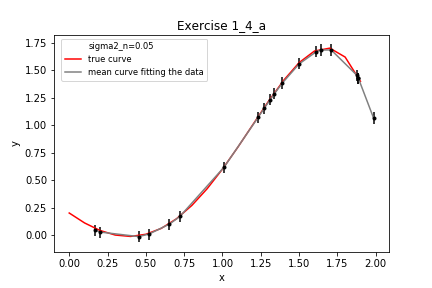 Exercise 1_4_a
sigma2_n=0.05
true curve
mean curve fitting the data
y
1.75
1.50
1.25
1.00
0.75
0.50
0.25
0.00
0.00 0.25 0.50 0.75 1.00 1.25 1.50 1.75 2.00
x